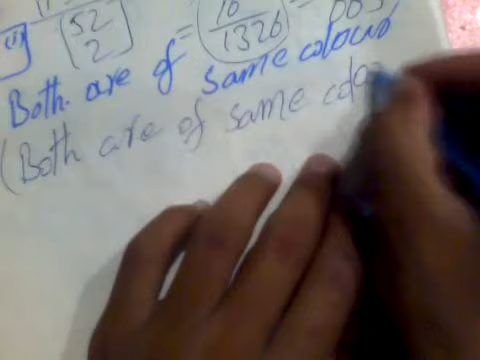 (52 2) = (10/1326) =
Both are of same colour
(Both are of same colo